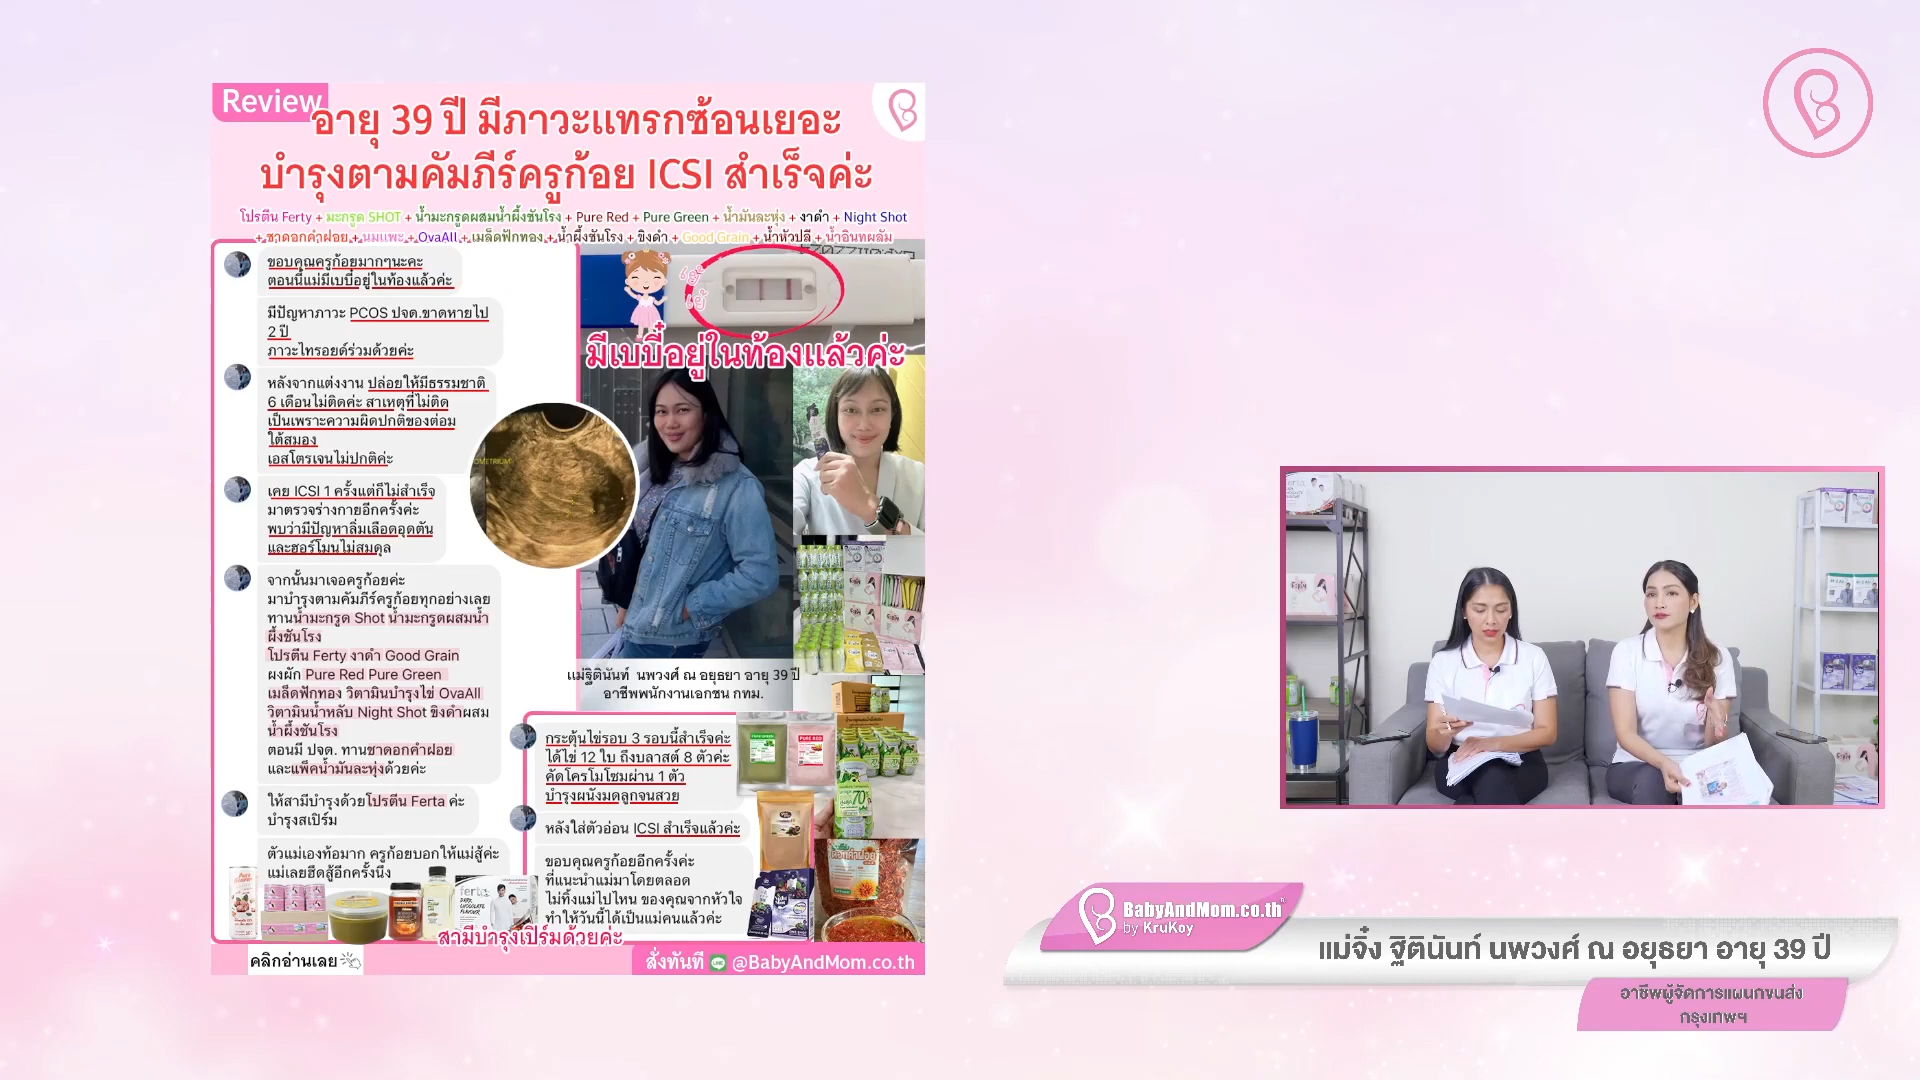 Review
อายุ 39 ปี มีภาวะแทรกซ้อนเยอะ
บำรุงตามคัมภีร์ครูก้อย ICSI สำเร็จค่ะ
โปรตีน Ferty + มะกรูด SHOT + น้ำมะกรูดผสมน้ำผึ้งชันโรง + Pure Red + Pure Green + น้ำมันละหุ่ง + งาดำ + Night Shot
+ ชาดอกคำฝอย + นมแพะ + OvaAll + เมล็ดฟักทอง + น้ำผึ้งชันโรง + ขิงดำ + Good Grain + น้ำหัวปลี + น้ำอินทผลัม
ขอบคุณครูก้อยมากๆนะคะ
ตอนนี้แม่มีเบบี๋อยู่ในท้องแล้วค่ะ
มีปัญหาภาวะ PCOS ปจด.ขาดหายไป
2 ปี
ภาวะไทรอยด์ร่วมด้วยค่ะ
หลังจากแต่งงาน ปล่อยให้มีธรรมชาติ
6 เดือนไม่ติดค่ะ สาเหตุที่ไม่ติด
เป็นเพราะความผิดปกติของต่อม
ใต้สมอง
เอสโตรเจนไม่ปกติค่ะ
เคย ICSI 1 ครั้งแต่ก็ไม่สำเร็จ
มาตรวจร่างกายอีกครั้งค่ะ
พบว่ามีปัญหาลิ่มเลือดอุดตัน
และฮอร์โมนไม่สมดุล
จากนั้นมาเจอครูก้อยค่ะ
มาบำรุงตามคัมภีร์ครูก้อยทุกอย่างเลย
ทานน้ำมะกรูด Shot น้ำมะกรูดผสมน้ำ
ผึ้งชันโรง
โปรตีน Ferty งาดำ Good Grain
ผงผัก Pure Red Pure Green
เมล็ดฟักทอง วิตามินบำรุงไข่ OvaAll
วิตามินน้ำหลับ Night Shot ขิงดำผสม
น้ำผึ้งชันโรง
ตอนมี ปจด. ทานชาดอกคำฝอย
และแพ็คน้ำมันละหุ่งด้วยค่ะ
ให้สามีบำรุงด้วยโปรตีน Ferta ค่ะ
บำรุงสเปิร์ม
ตัวแม่เองท้อมาก ครูก้อยบอกให้แม่สู้ค่ะ
แม่เลยฮึดสู้อีกครั้งนึง
สามีบำรุงเปิร์มด้วยค่ะ
คลิกอ่านเลย
เย้
เย้
มีเบบี๋อยู่ในท้องแล้วค่ะ
แม่ฐิตินันท์ นพวงศ์ ณ อยุธยา อายุ 39 ปี
อาชีพพนักงานเอกชน กทม.
กระตุ้นไข่รอบ 3 รอบนี้สำเร็จค่ะ
ได้ไข่ 12 ใบ ถึงบลาสต์ 8 ตัวค่ะ
คัดโครโมโซมผ่าน 1 ตัว
บำรุงผนังมดลูกจนสวย
หลังใส่ตัวอ่อน ICSI สำเร็จแล้วค่ะ
ขอบคุณครูก้อยอีกครั้งค่ะ
ที่แนะนำแม่มาโดยตลอด
ไม่ทิ้งแม่ไปไหน ของคุณจากหัวใจ
ทำให้วันนี้ได้เป็นแม่คนแล้วค่ะ
PURE GREEN
PURE RED
70%
ferta
สั่งทันที LINE @BabyAndMom.co.th
BabyAndMom.co.th
by KruKoy
แม่จิ๋ง ฐิตินันท์ นพวงศ์ ณ อยุธยา อายุ 39 ปี
อาชีพผู้จัดการแผนกขนส่ง
กรุงเทพฯ